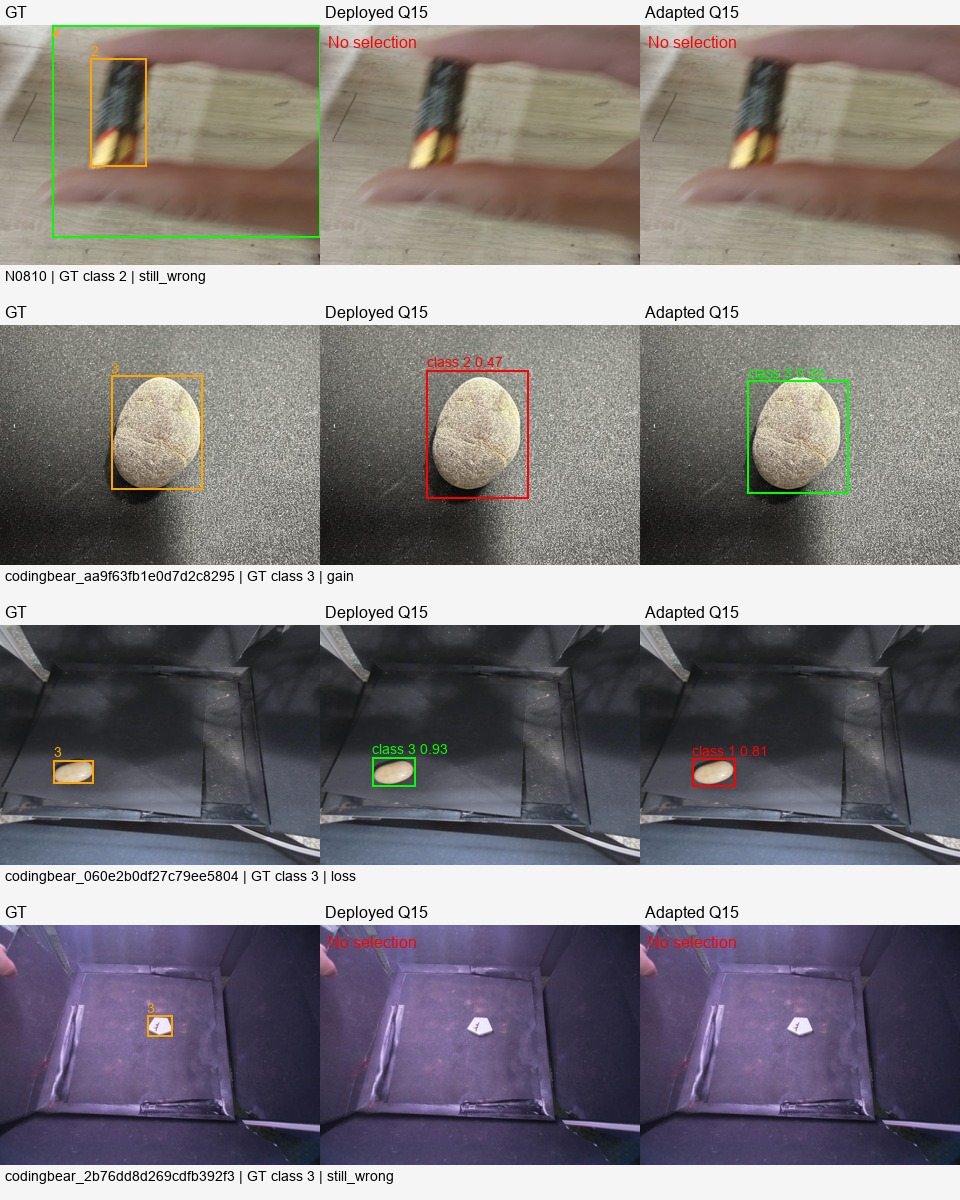 GT Deployed Q15 Adapted Q15
2 No selection No selection
N0810 | GT class 2 | still_wrong
GT Deployed Q15 Adapted Q15
3 class 2 0.47
codingbear_aa9f63fb1e0d7d2c8295 | GT class 3 | gain
GT Deployed Q15 Adapted Q15
3 class 3 0.93 class 1 0.81
codingbear_060e2b0df27c79ee5804 | GT class 3 | loss
GT Deployed Q15 Adapted Q15
3 No selection No selection
codingbear_2b76dd8d269cdfb392f3 | GT class 3 | still_wrong